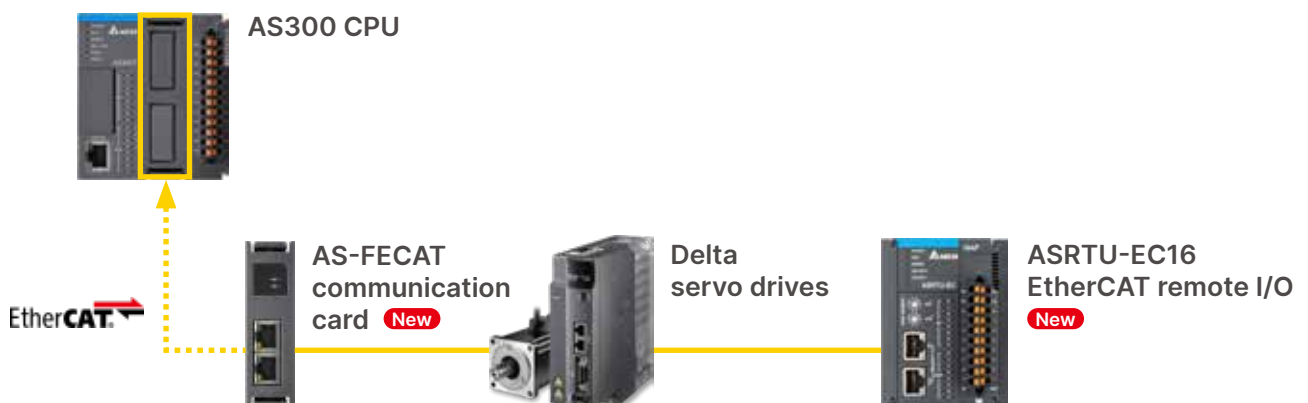 AS300 CPU
AS-FECAT
communication
card New
Delta
servo drives
ASRTU-EC16
EtherCAT remote I/O
New
EtherCAT.